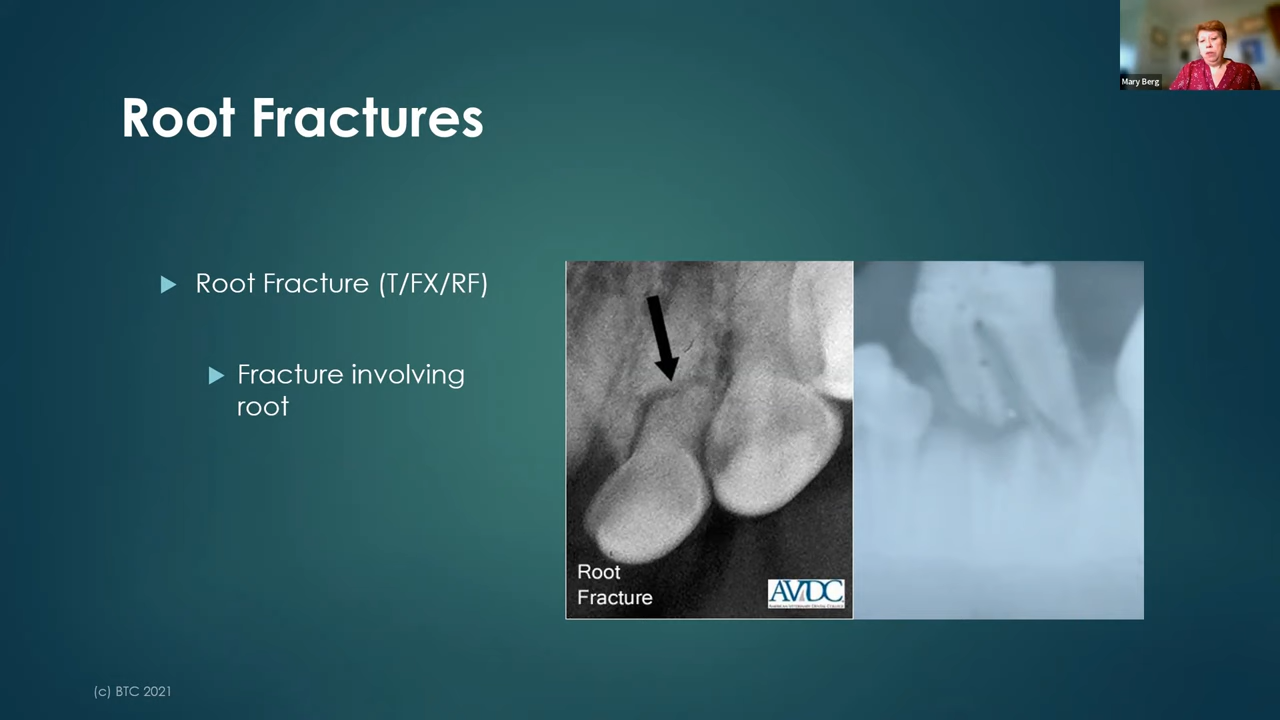 Mary Berg
Root Fractures
Root Fracture (T/FX/RF)
Fracture involving
root
Root
Fracture
AVDC
(c) BTC 2021